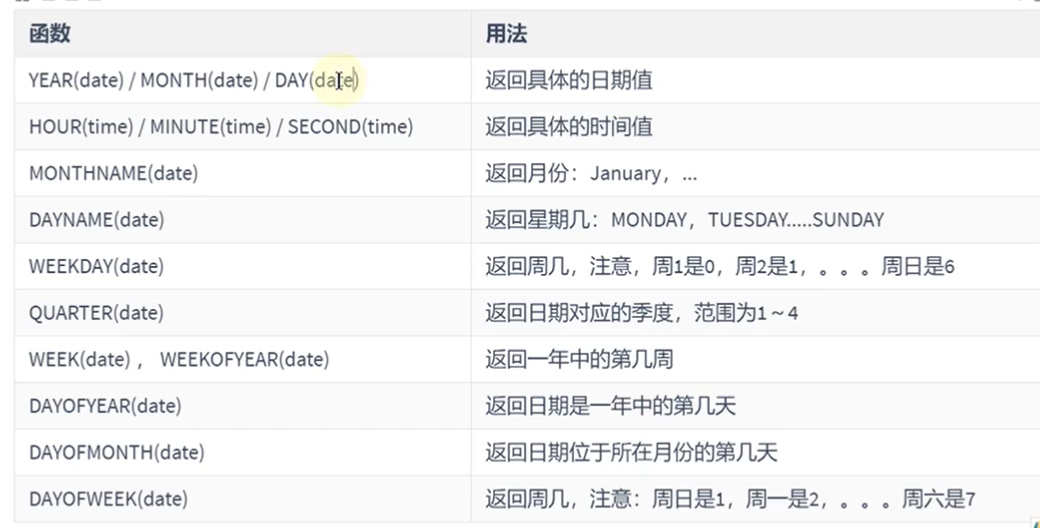 函数 用法
YEAR(date) / MONTH(date) / DAY(date) 返回具体的日期值
HOUR(time) / MINUTE(time) / SECOND(time) 返回具体的时间值
MONTHNAME(date) 返回月份：January，...
DAYNAME(date) 返回星期几：MONDAY，TUESDAY.....SUNDAY
WEEKDAY(date) 返回周几，注意，周1是0，周2是1，。。。周日是6
QUARTER(date) 返回日期对应的季度，范围为1～4
WEEK(date) ， WEEKOFYEAR(date) 返回一年中的第几周
DAYOFYEAR(date) 返回日期是一年中的第几天
DAYOFMONTH(date) 返回日期位于所在月份的第几天
DAYOFWEEK(date) 返回周几，注意：周日是1，周一是2，。。。周六是7